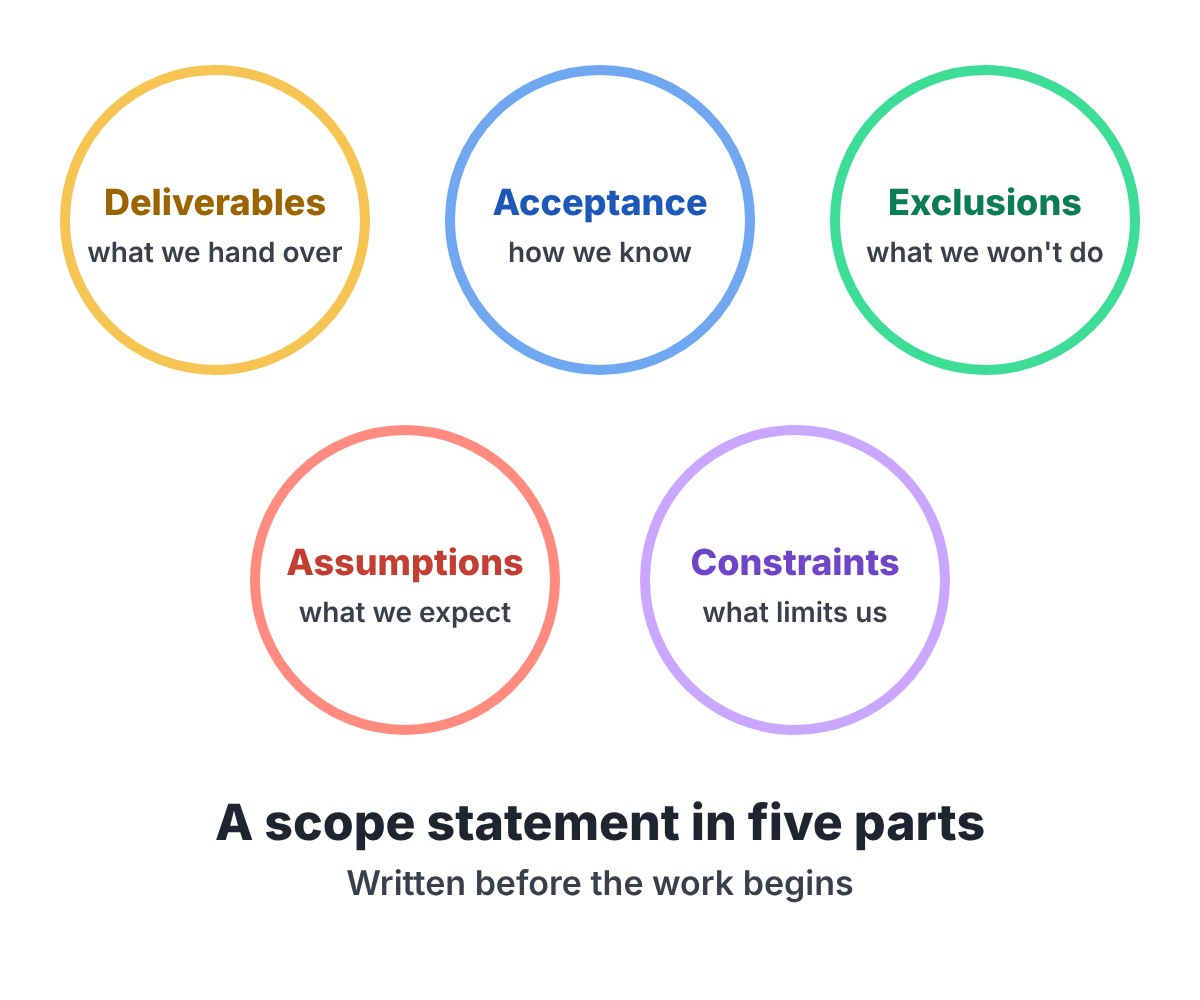 Deliverables
what we hand over
Acceptance
how we know
Exclusions
what we won't do
Assumptions
what we expect
Constraints
what limits us
A scope statement in five parts
Written before the work begins